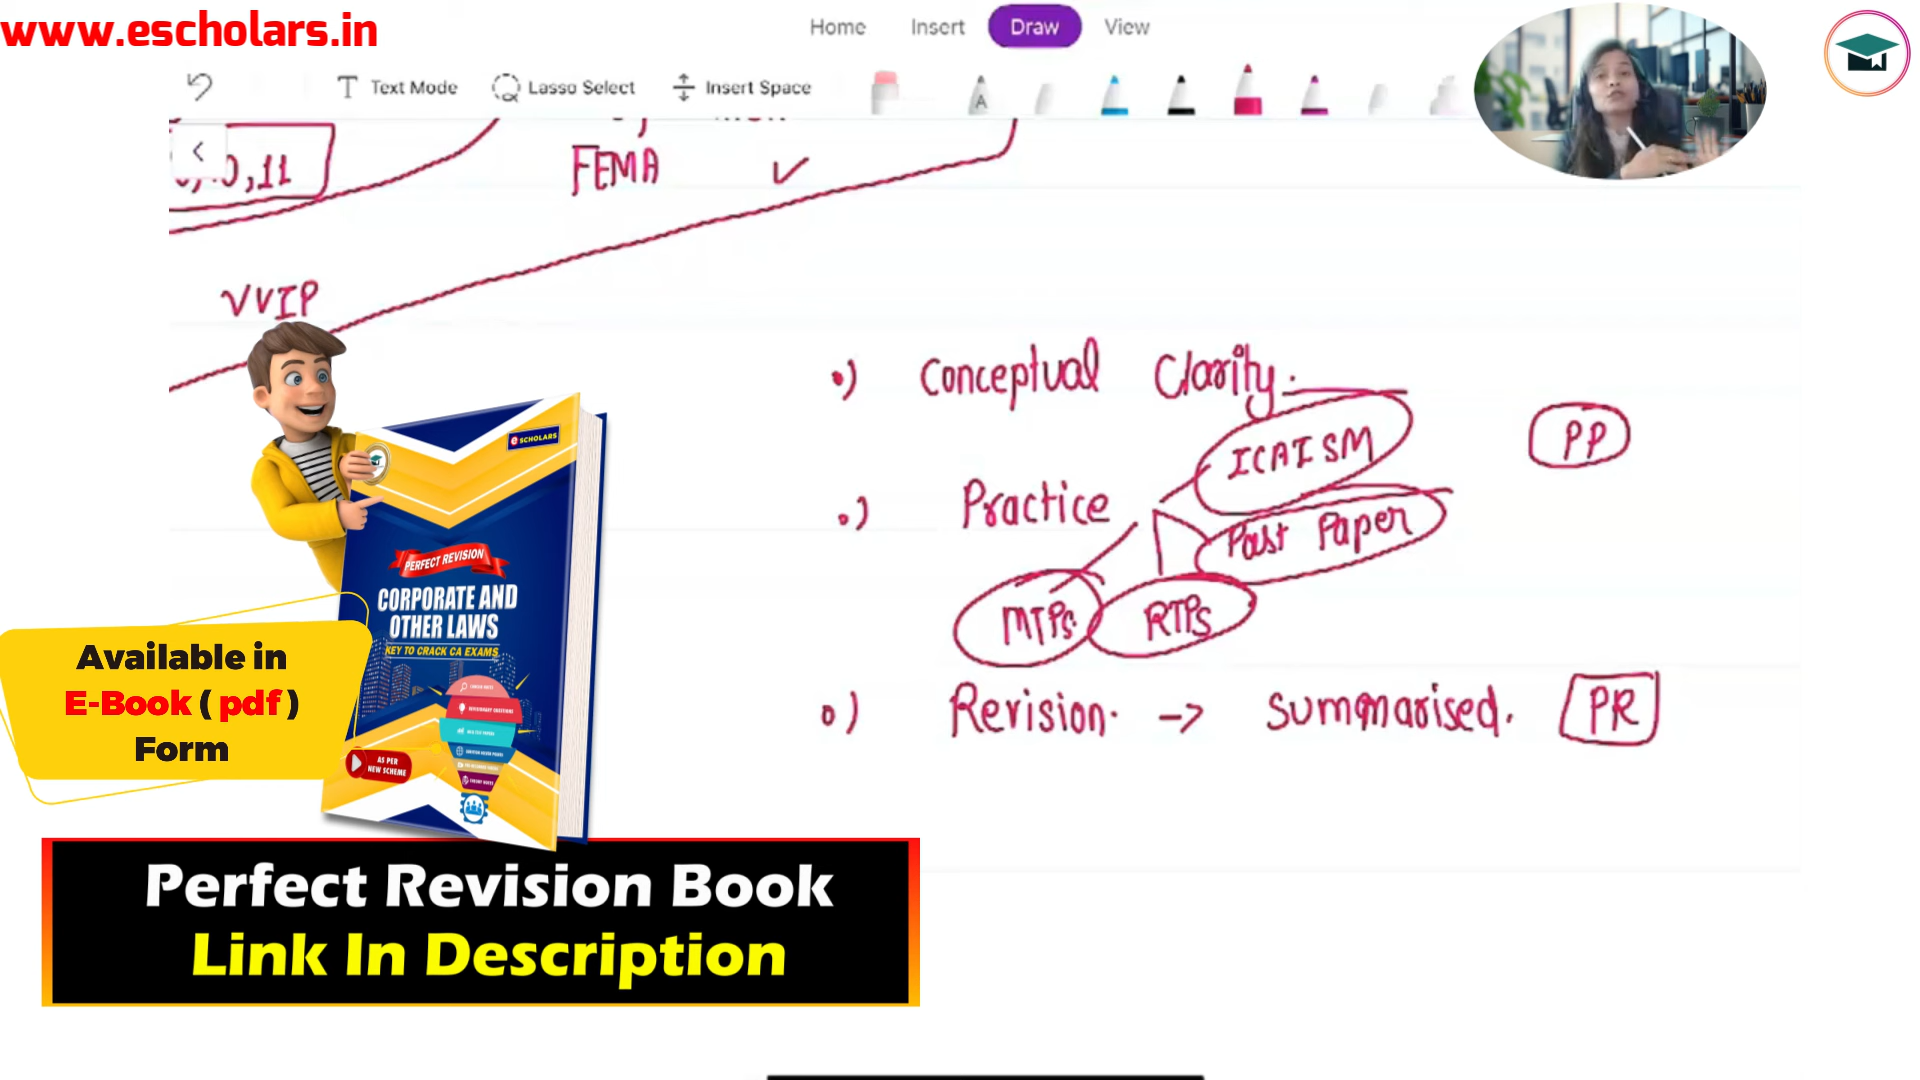 www.escholars.in
Home Insert Draw View
Text Mode Lasso Select Insert Space
A
,11
FEMA
VVIP
Conceptual Clarity.
ICAI SM
PP
Practice
Past Paper
MTPs
RTPs
Revision. → summarised.
PR
e SCHOLARS
PERFECT REVISION
CORPORATE AND
OTHER LAWS
KEY TO CRACK CA EXAMS
AS PER
NEW SCHEME
Available in
E-Book ( pdf )
Form
Perfect Revision Book
Link In Description